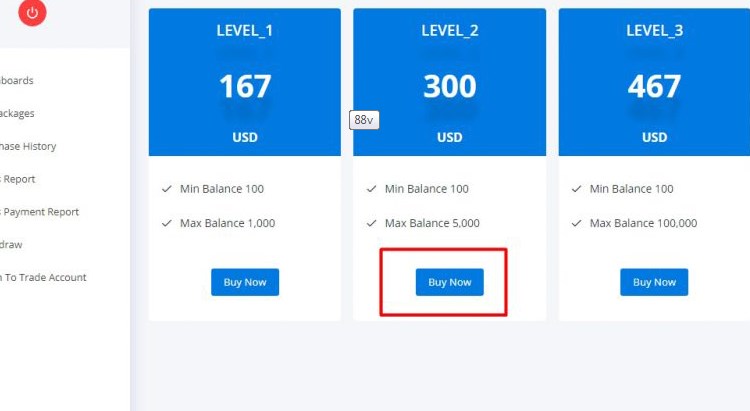 LEVEL_1
167
USD
Min Balance 100
Max Balance 1,000
Buy Now
LEVEL_2
300
USD
Min Balance 100
Max Balance 5,000
Buy Now
LEVEL_3
467
USD
Min Balance 100
Max Balance 100,000
Buy Now
88v
boards
ackages
hase History
Report
Payment Report
draw
To Trade Account